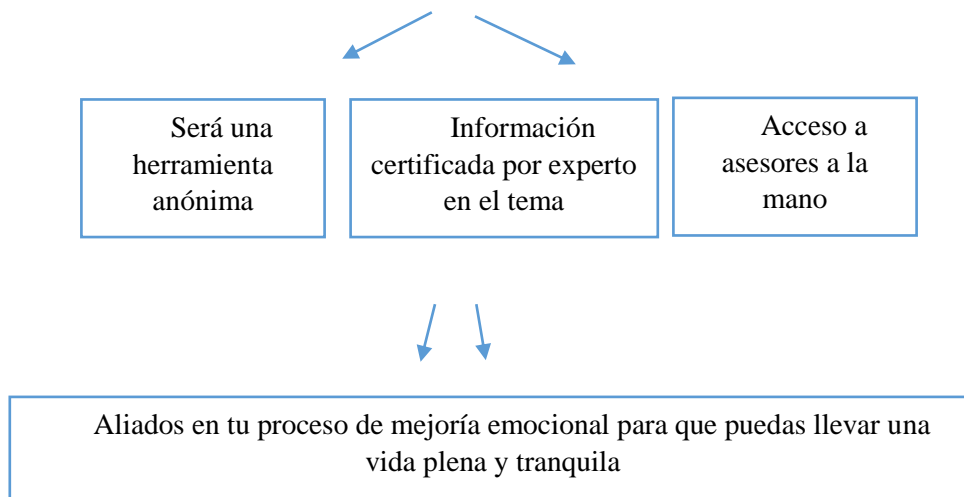 Será una
herramienta
anónima
Información
certificada por experto
en el tema
Acceso a
asesores a la
mano
Aliados en tu proceso de mejoría emocional para que puedas llevar una
vida plena y tranquila